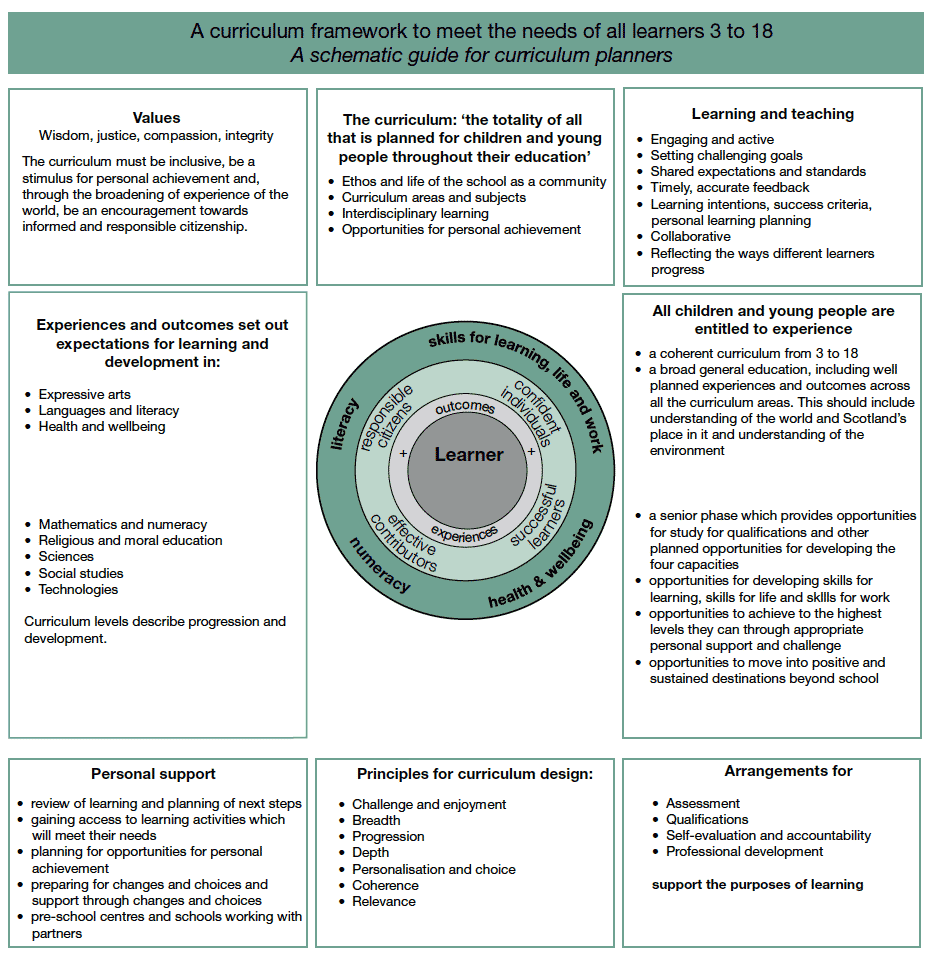 A curriculum framework to meet the needs of all learners 3 to 18
A schematic guide for curriculum planners
Values
Wisdom, justice, compassion, integrity
The curriculum must be inclusive, be a
stimulus for personal achievement and,
through the broadening of experience of the
world, be an encouragement towards
informed and responsible citizenship.
The curriculum: ‘the totality of all
that is planned for children and young
people throughout their education’
• Ethos and life of the school as a community
• Curriculum areas and subjects
• Interdisciplinary learning
• Opportunities for personal achievement
Learning and teaching
• Engaging and active
• Setting challenging goals
• Shared expectations and standards
• Timely, accurate feedback
• Learning intentions, success criteria,
personal learning planning
• Collaborative
• Reflecting the ways different learners
progress
Experiences and outcomes set out
expectations for learning and
development in:
• Expressive arts
• Languages and literacy
• Health and wellbeing
• Mathematics and numeracy
• Religious and moral education
• Sciences
• Social studies
• Technologies
Curriculum levels describe progression and
development.
skills for learning, life and work
literacy
numeracy
health & wellbeing
responsible
citizens
confident
individuals
effective
contributors
successful
learners
outcomes
+
+
experiences
Learner
All children and young people are
entitled to experience
• a coherent curriculum from 3 to 18
• a broad general education, including well
planned experiences and outcomes across
all the curriculum areas. This should include
understanding of the world and Scotland’s
place in it and understanding of the
environment
• a senior phase which provides opportunities
for study for qualifications and other
planned opportunities for developing the
four capacities
• opportunities for developing skills for
learning, skills for life and skills for work
• opportunities to achieve to the highest
levels they can through appropriate
personal support and challenge
• opportunities to move into positive and
sustained destinations beyond school
Personal support
• review of learning and planning of next steps
• gaining access to learning activities which
will meet their needs
• planning for opportunities for personal
achievement
• preparing for changes and choices and
support through changes and choices
• pre-school centres and schools working with
partners
Principles for curriculum design:
• Challenge and enjoyment
• Breadth
• Progression
• Depth
• Personalisation and choice
• Coherence
• Relevance
Arrangements for
• Assessment
• Qualifications
• Self-evaluation and accountability
• Professional development
support the purposes of learning